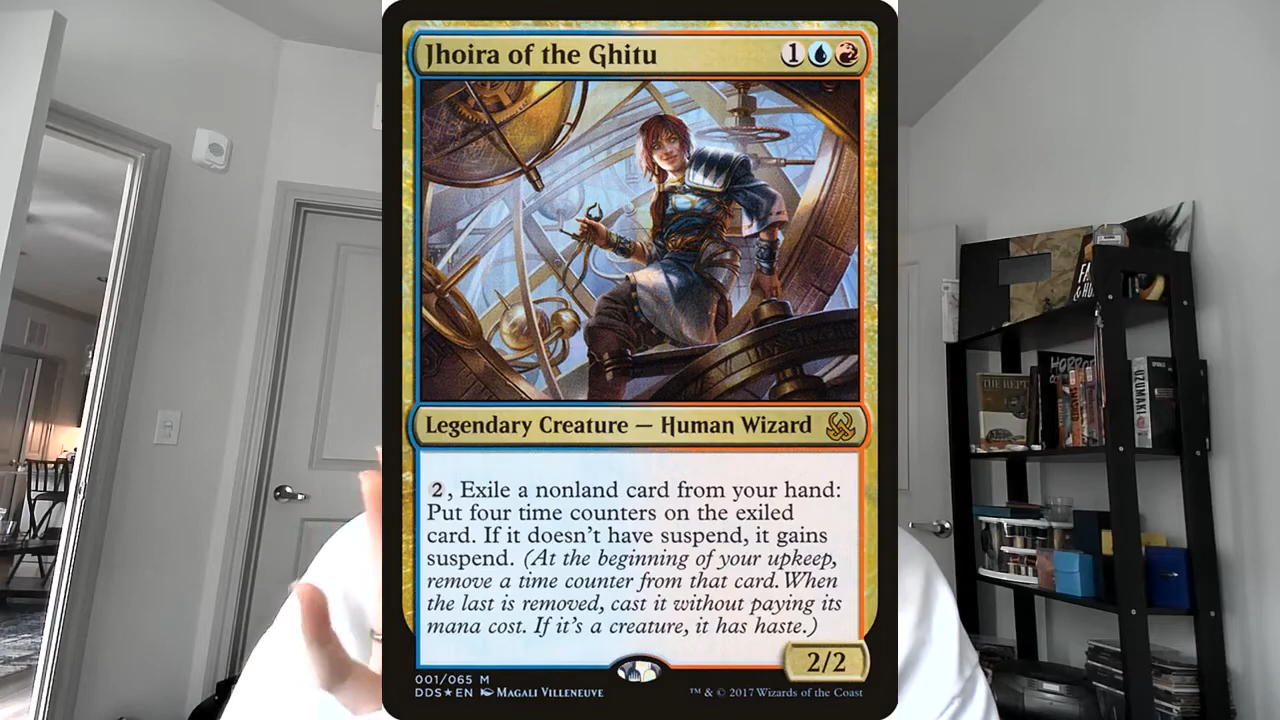 Jhoira of the Ghitu
1
Legendary Creature — Human Wizard
2, Exile a nonland card from your hand:
Put four time counters on the exiled
card. If it doesn't have suspend, it gains
suspend. (At the beginning of your upkeep,
remove a time counter from that card. When
the last is removed, cast it without paying its
mana cost. If it's a creature, it has haste.)
2/2
001/065 M
DDS★EN MAGALI VILLENEUVE
™ & © 2017 Wizards of the Coast
THE REPT
HORRO
UZUMAKI